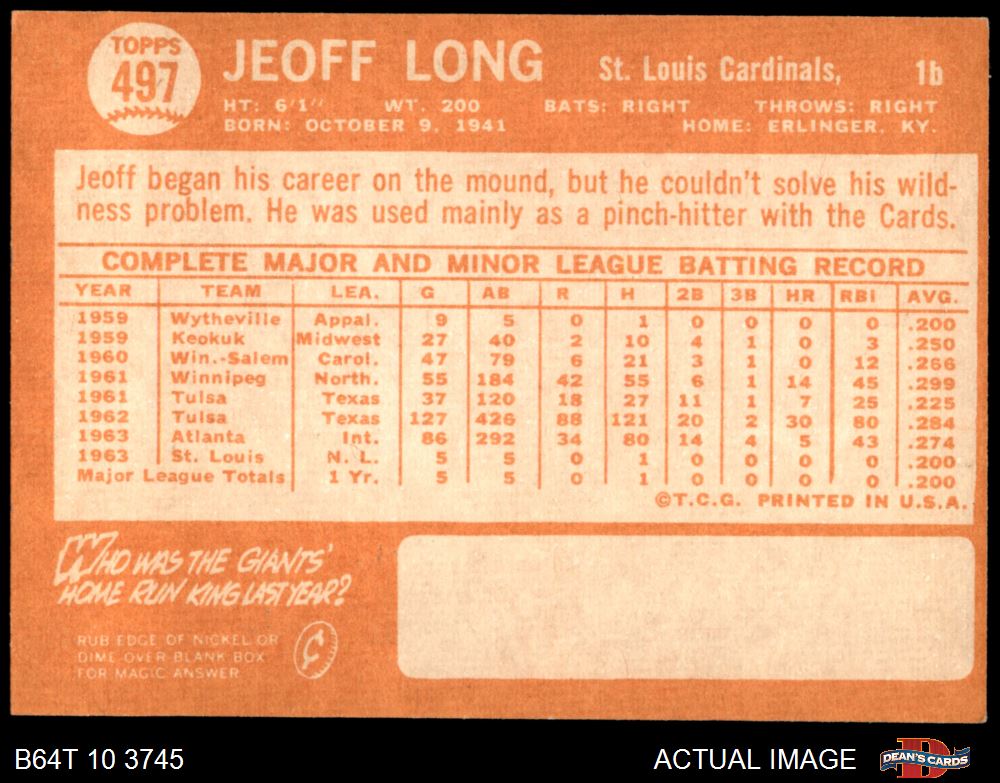 TOPPS
497
JEOFF LONG St. Louis Cardinals, 1b
HT: 6'1" WT. 200 BATS: RIGHT THROWS: RIGHT
BORN: OCTOBER 9, 1941 HOME: ERLINGER, KY.
Jeoff began his career on the mound, but he couldn't solve his wild-
ness problem. He was used mainly as a pinch-hitter with the Cards.
COMPLETE MAJOR AND MINOR LEAGUE BATTING RECORD
YEAR TEAM LEA. G AB R H 2B 3B HR RBI AVG.
1959 Wytheville Appal. 9 5 0 1 0 0 0 0 .200
1959 Keokuk Midwest 27 40 2 10 4 1 0 3 .250
1960 Win.-Salem Carol. 47 79 6 21 3 1 0 12 .266
1961 Winnipeg North. 55 184 42 55 6 1 14 45 .299
1961 Tulsa Texas 37 120 18 27 11 1 7 25 .225
1962 Tulsa Texas 127 426 88 121 20 2 30 80 .284
1963 Atlanta Int. 86 292 34 80 14 4 5 43 .274
1963 St. Louis N. L. 5 5 0 1 0 0 0 0 .200
Major League Totals 1 Yr. 5 5 0 1 0 0 0 0 .200
©T.C.G. PRINTED IN U.S.A.
WHO WAS THE GIANTS'
HOME RUN KING LAST YEAR?
RUB EDGE OF NICKEL OR
DIME OVER BLANK BOX
FOR MAGIC ANSWER
¢
B64T 10 3745 ACTUAL IMAGE D DEAN'S CARDS